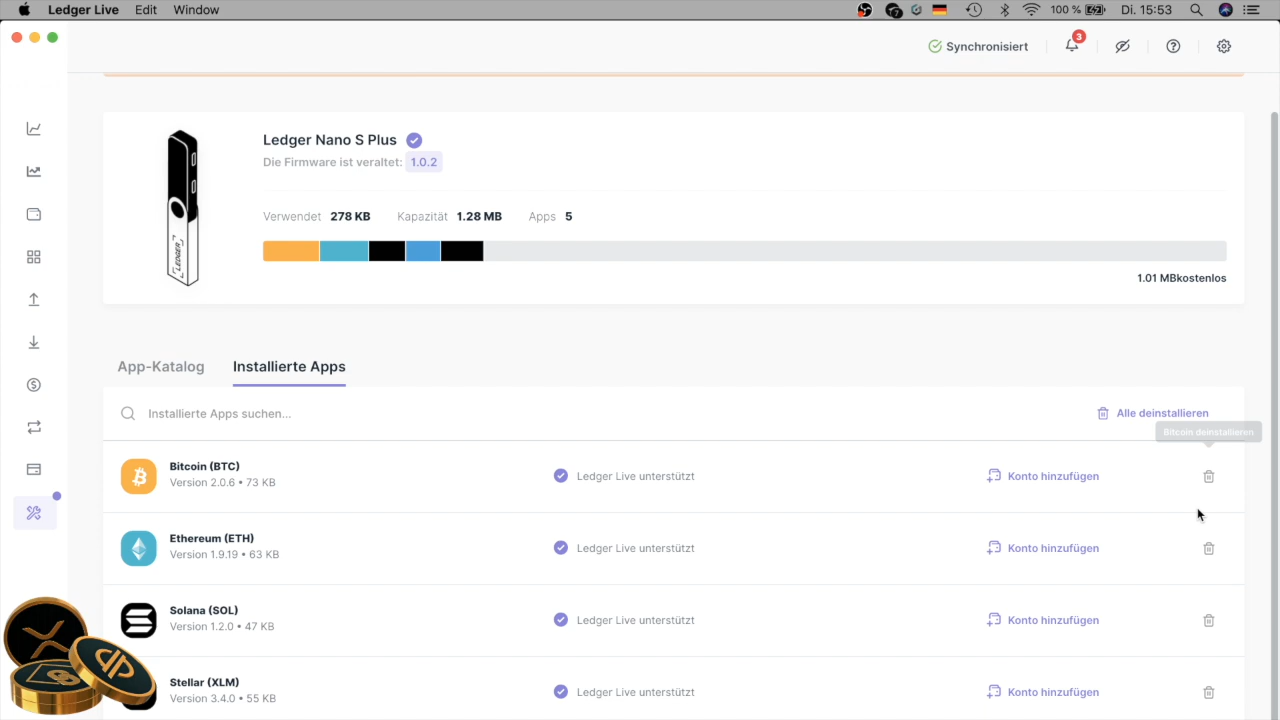 Ledger Live Edit Window 7 100 % Di. 15:53
Synchronisiert 3
Ledger Nano S Plus
Die Firmware ist veraltet: 1.0.2
Verwendet 278 KB Kapazität 1.28 MB Apps 5
LEDGER
1.01 MBkostenlos
App-Katalog Installierte Apps
Installierte Apps suchen... Alle deinstallieren
Bitcoin deinstallieren
Bitcoin (BTC)
Version 2.0.6 • 73 KB Ledger Live unterstützt Konto hinzufügen
Ethereum (ETH)
Version 1.9.19 • 63 KB Ledger Live unterstützt Konto hinzufügen
Solana (SOL)
Version 1.2.0 • 47 KB Ledger Live unterstützt Konto hinzufügen
Stellar (XLM)
Version 3.4.0 • 55 KB Ledger Live unterstützt Konto hinzufügen